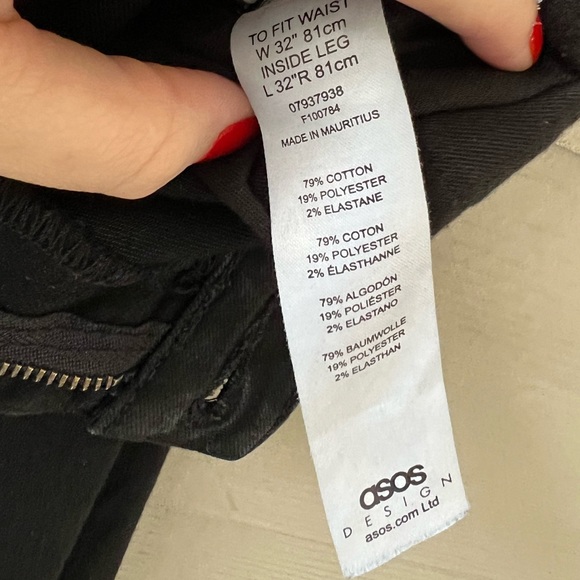 TO FIT WAIST
W 32" 81cm
INSIDE LEG
L 32"R 81cm
07937938
F100784
MADE IN MAURITIUS
79% COTTON
19% POLYESTER
2% ELASTANE
79% COTON
19% POLYESTER
2% ÉLASTHANNE
79% ALGODÓN
19% POLIÉSTER
2% ELASTANO
79% BAUMWOLLE
19% POLYESTER
2% ELASTHAN
asos
DESIGN
asos.com Ltd